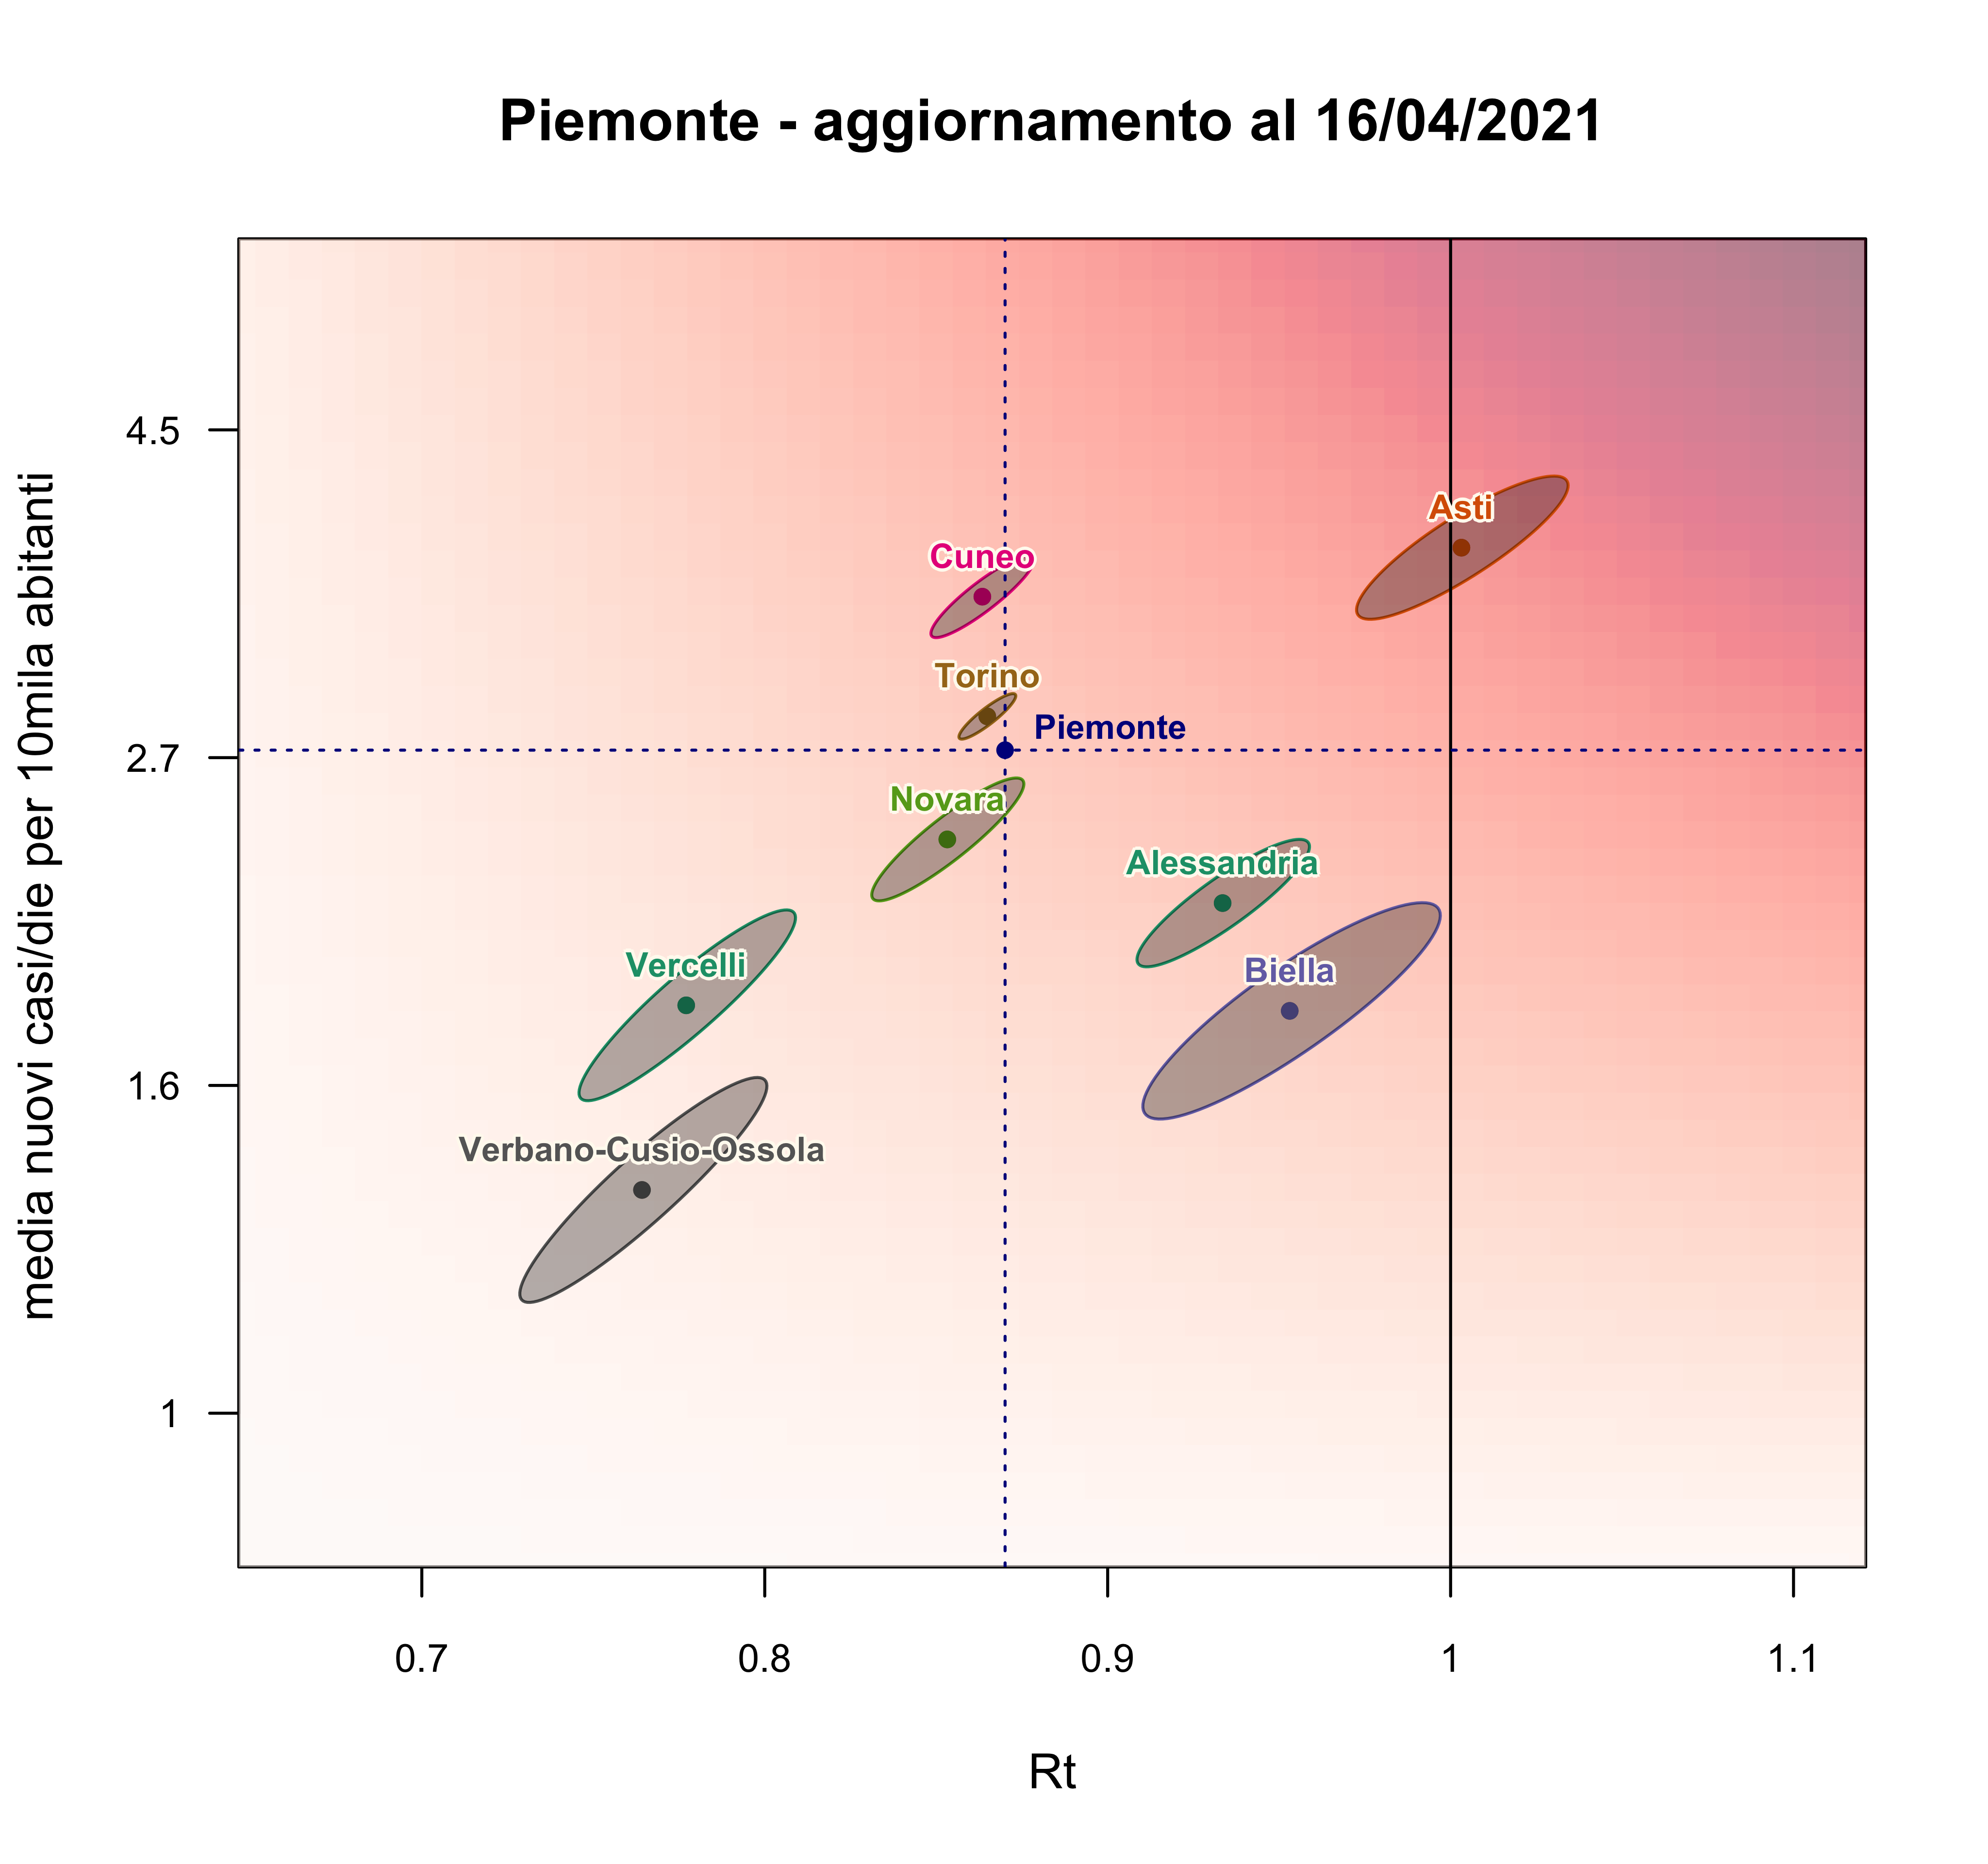 Piemonte - aggiornamento al 16/04/2021
media nuovi casi/die per 10mila abitanti
4.5
2.7
1.6
1
Asti
Cuneo
Torino
Piemonte
Novara
Alessandria
Vercelli
Biella
Verbano-Cusio-Ossola
0.7 0.8 0.9 1 1.1
Rt